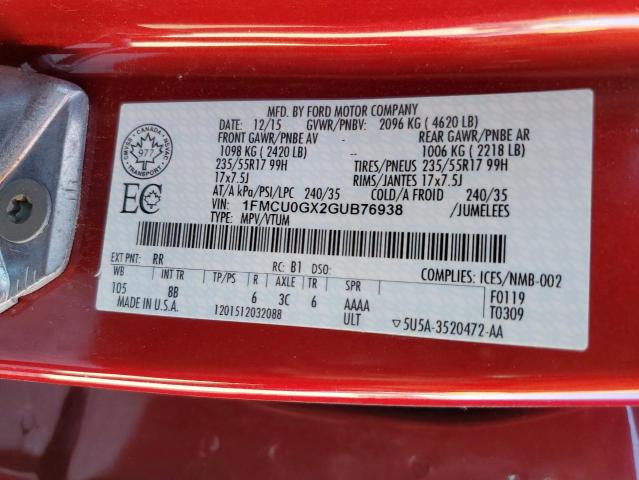 MFD. BY FORD MOTOR COMPANY
DATE: 12/15 GVWR/PNBV: 2096 KG ( 4620 LB)
FRONT GAWR/PNBE AV REAR GAWR/PNBE AR
1098 KG ( 2420 LB) -- 1006 KG ( 2218 LB)
235/55R17 99H TIRES/PNEUS 235/55R17 99H
17x7.5J RIMS/JANTES 17x7.5J
AT/A kPa/PSI/LPC 240/35 COLD/A FROID 240/35
VIN: 1FMCU0GX2GUB76938 /JUMELEES
TYPE: MPV/VTUM
CANADA
977
TRANSPORT
EC
EXT PNT: RR RC: B1 DSO: COMPLIES: ICES/NMB-002
WB INT TR TP/PS R AXLE TR SPR F0119
105 8B 6 3C 6 AAAA T0309
MADE IN U.S.A. 1201512032088 ULT ▽5U5A-3520472-AA